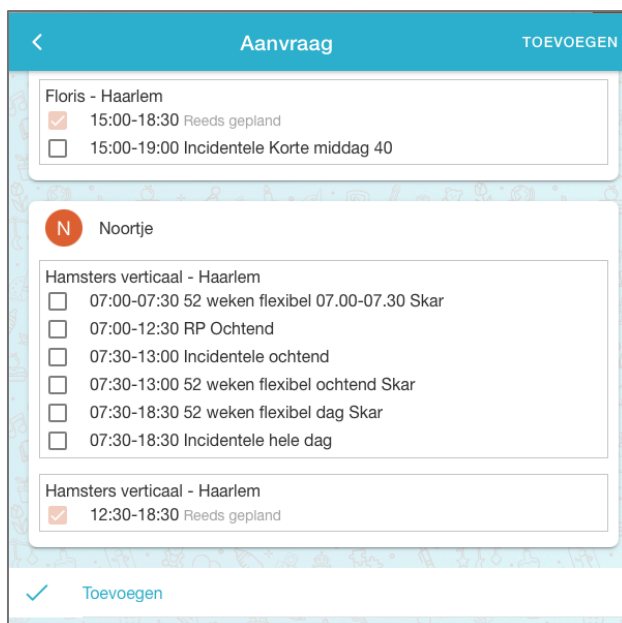 Aanvraag
TOEVOEGEN
Floris - Haarlem
15:00-18:30 Reeds gepland
15:00-19:00 Incidentele Korte middag 40
N
Noortje
Hamsters verticaal - Haarlem
07:00-07:30 52 weken flexibel 07.00-07.30 Skar
07:00-12:30 RP Ochtend
07:30-13:00 Incidentele ochtend
07:30-13:00 52 weken flexibel ochtend Skar
07:30-18:30 52 weken flexibel dag Skar
07:30-18:30 Incidentele hele dag
Hamsters verticaal - Haarlem
12:30-18:30 Reeds gepland
Toevoegen